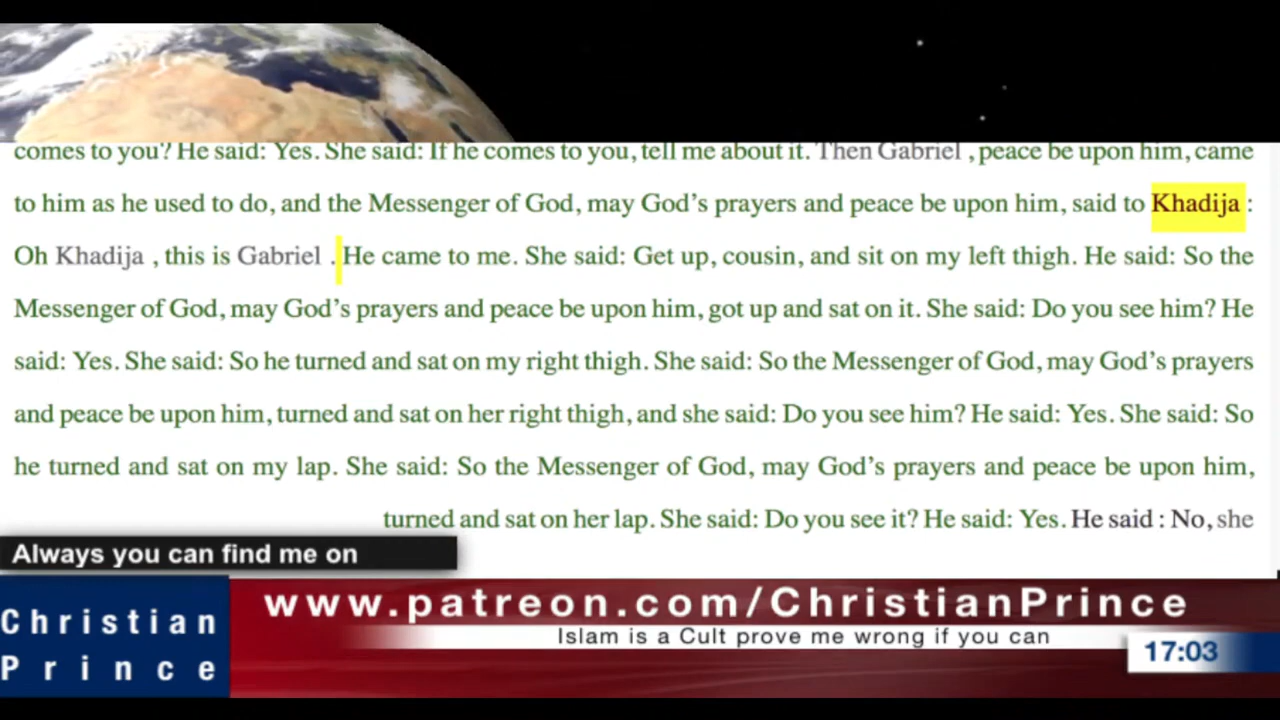 comes to you? He said: Yes. She said: If he comes to you, tell me about it. Then Gabriel , peace be upon him, came
to him as he used to do, and the Messenger of God, may God's prayers and peace be upon him, said to Khadija :
Oh Khadija , this is Gabriel . He came to me. She said: Get up, cousin, and sit on my left thigh. He said: So the
Messenger of God, may God's prayers and peace be upon him, got up and sat on it. She said: Do you see him? He
said: Yes. She said: So he turned and sat on my right thigh. She said: So the Messenger of God, may God's prayers
and peace be upon him, turned and sat on her right thigh, and she said: Do you see him? He said: Yes. She said: So
he turned and sat on my lap. She said: So the Messenger of God, may God's prayers and peace be upon him,
turned and sat on her lap. She said: Do you see it? He said: Yes. He said : No, she
Always you can find me on
Christian
Prince
www.patreon.com/ChristianPrince
Islam is a Cult prove me wrong if you can
17:03